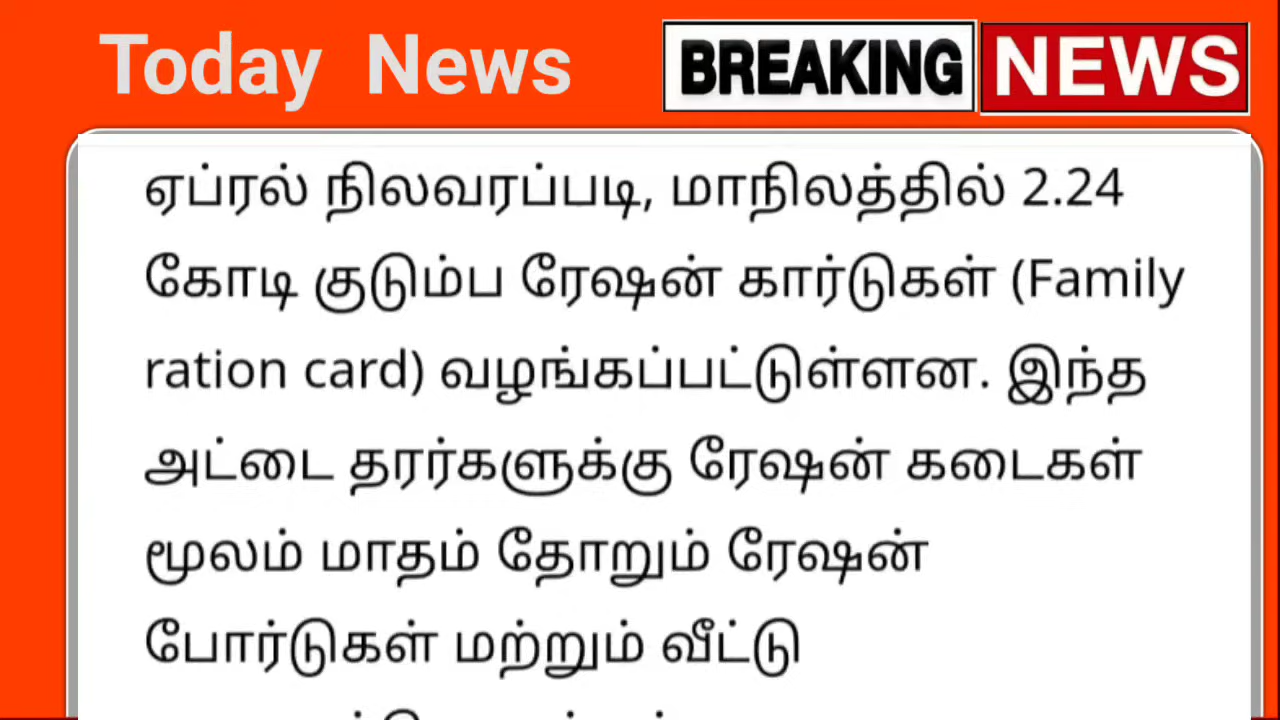 Today News
BREAKING NEWS
ஏப்ரல் நிலவரப்படி, மாநிலத்தில் 2.24
கோடி குடும்ப ரேஷன் கார்டுகள் (Family
ration card) வழங்கப்பட்டுள்ளன. இந்த
அட்டை தரர்களுக்கு ரேஷன் கடைகள்
மூலம் மாதம் தோறும் ரேஷன்
போர்டுகள் மற்றும் வீட்டு